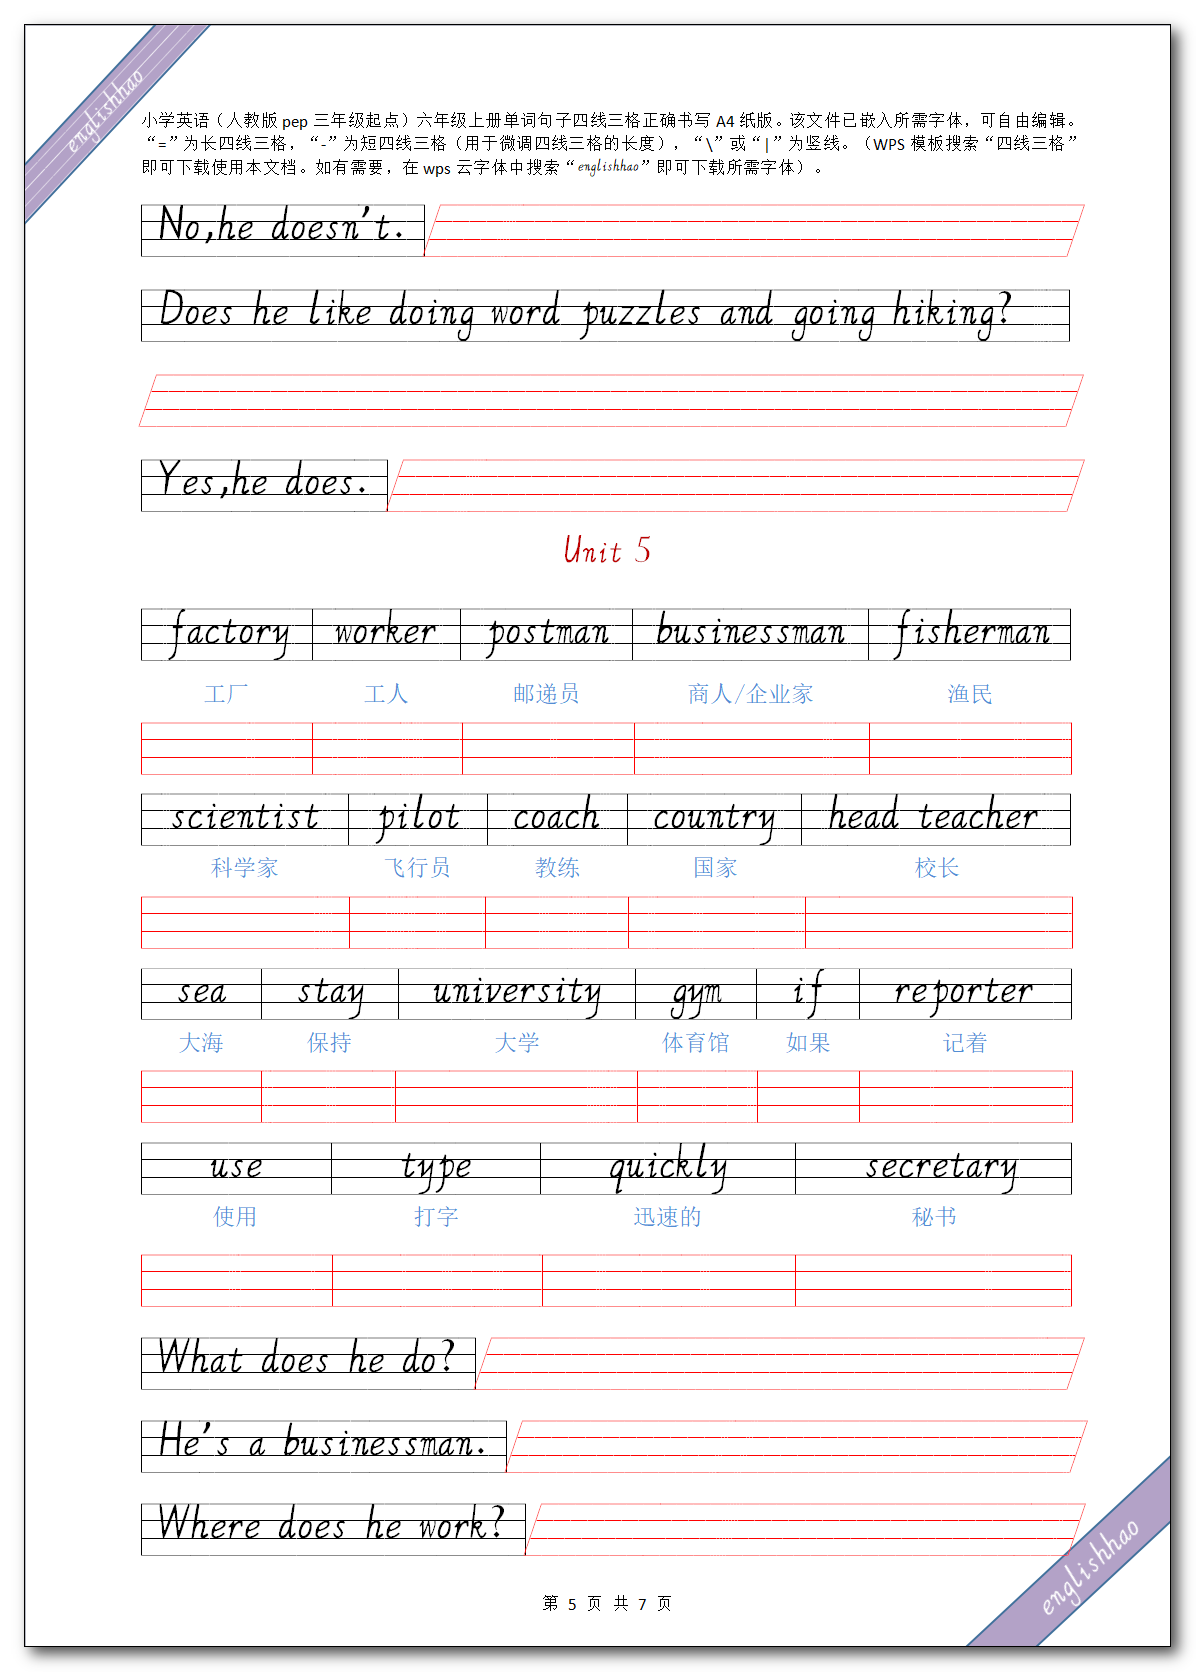 englishhao
小学英语（人教版 pep 三年级起点）六年级上册单词句子四线三格正确书写 A4 纸版。该文件已嵌入所需字体，可自由编辑。
“=”为长四线三格，“-”为短四线三格（用于微调四线三格的长度），“\”或“|”为竖线。（WPS 模板搜索“四线三格”
即可下载使用本文档。如有需要，在 wps 云字体中搜索“englishhao”即可下载所需字体）。
No,he doesn't.
Does he like doing word puzzles and going hiking?
Yes,he does.
Unit 5
factory worker postman businessman fisherman
工厂 工人 邮递员 商人/企业家 渔民
scientist pilot coach country head teacher
科学家 飞行员 教练 国家 校长
sea stay university gym if reporter
大海 保持 大学 体育馆 如果 记着
use type quickly secretary
使用 打字 迅速的 秘书
What does he do?
He's a businessman.
Where does he work?
englishhao
第 5 页 共 7 页